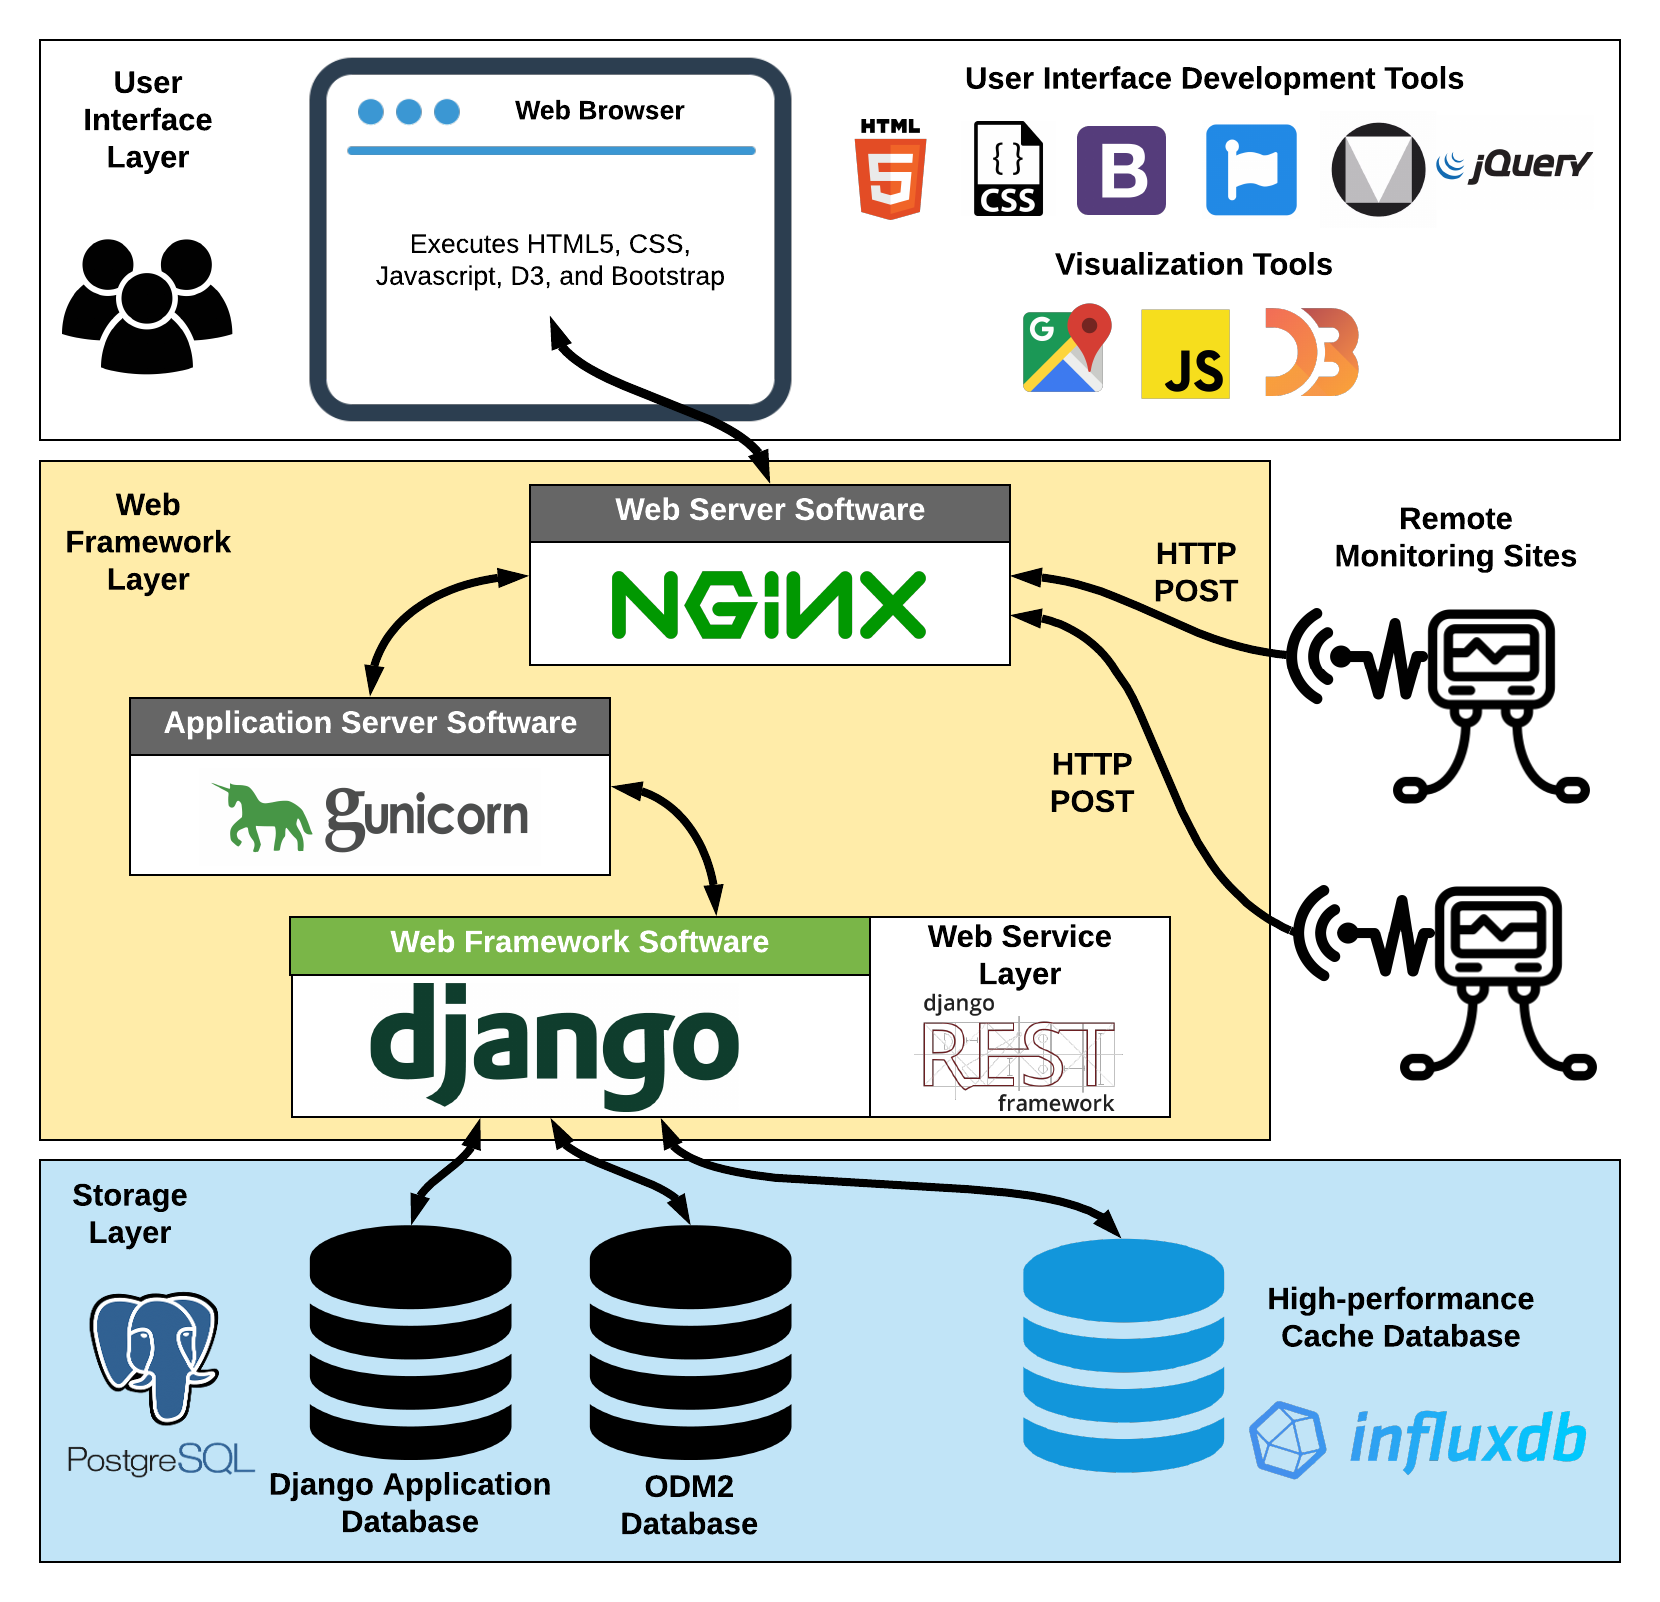 User
Interface
Layer
Web Browser
Executes HTML5, CSS,
Javascript, D3, and Bootstrap
User Interface Development Tools
HTML
5
{ }
CSS
B
jQuery
Visualization Tools
G
JS
D3
Web
Framework
Layer
Web Server Software
NGINX
HTTP
POST
Remote
Monitoring Sites
Application Server Software
gunicorn
HTTP
POST
Web Framework Software
django
Web Service
Layer
django
REST
framework
Storage
Layer
PostgreSQL
Django Application
Database
ODM2
Database
High-performance
Cache Database
influxdb